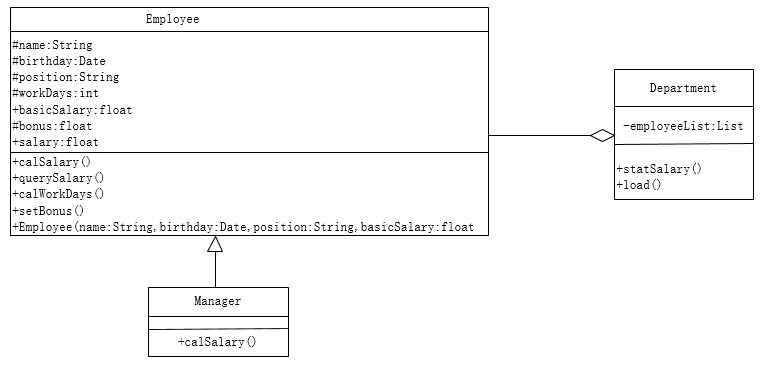 Employee
#name:String
#birthday:Date
#position:String
#workDays:int
+basicSalary:float
#bonus:float
+salary:float
+calSalary()
+querySalary()
+calWorkDays()
+setBonus()
+Employee(name:String,birthday:Date,position:String,basicSalary:float
Department
-employeeList:List
+statSalary()
+load()
Manager
+calSalary()